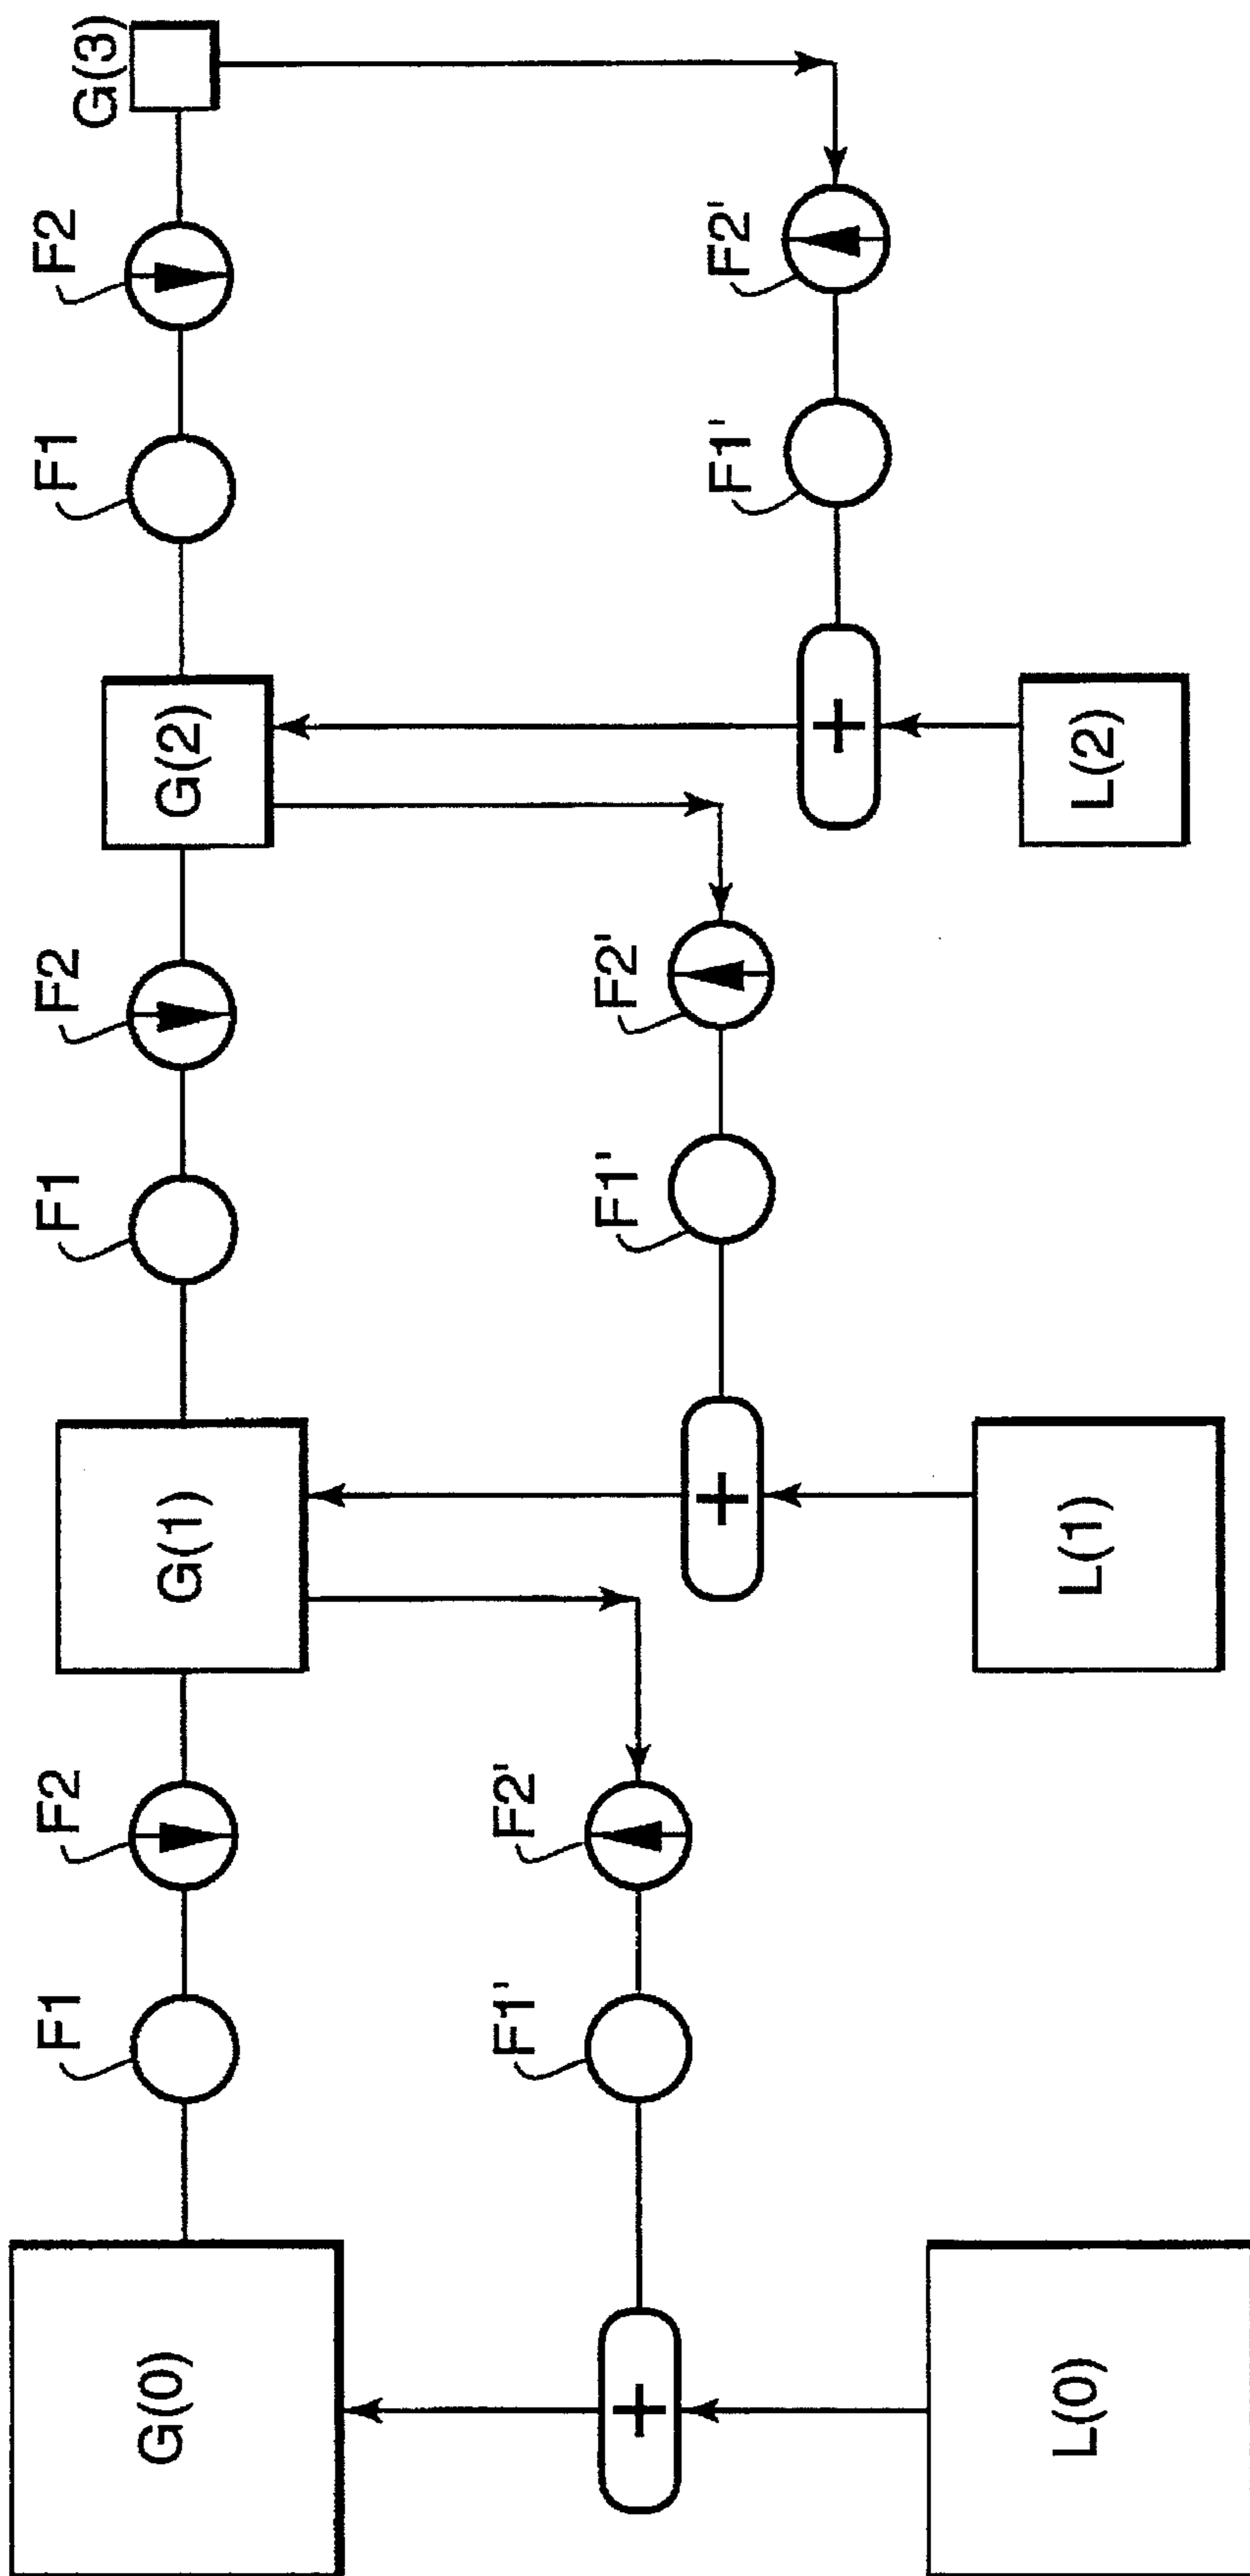 G(0)
F1
F2
G(1)
F1
F2
G(2)
F1
F2
G(3)
+
F1'
F2'
+
F1'
F2'
+
F1'
F2'
L(0)
L(1)
L(2)